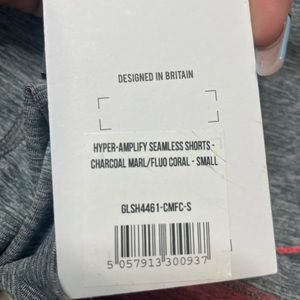 DESIGNED IN BRITAIN
HYPER-AMPLIFY SEAMLESS SHORTS -
CHARCOAL MARL/FLUO CORAL - SMALL
GLSH4461-CMFC-S
5 057913 300937